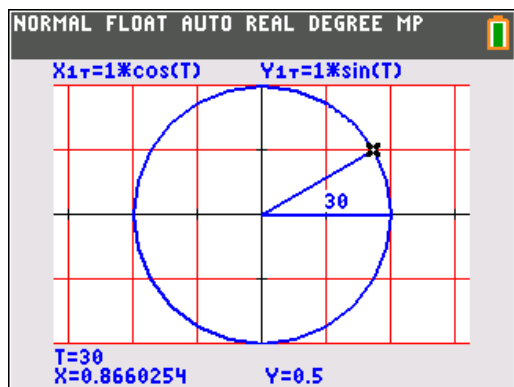 NORMAL FLOAT AUTO REAL DEGREE MP
X1T=1*cos(T) Y1T=1*sin(T)
30
T=30
X=0.8660254 Y=0.5